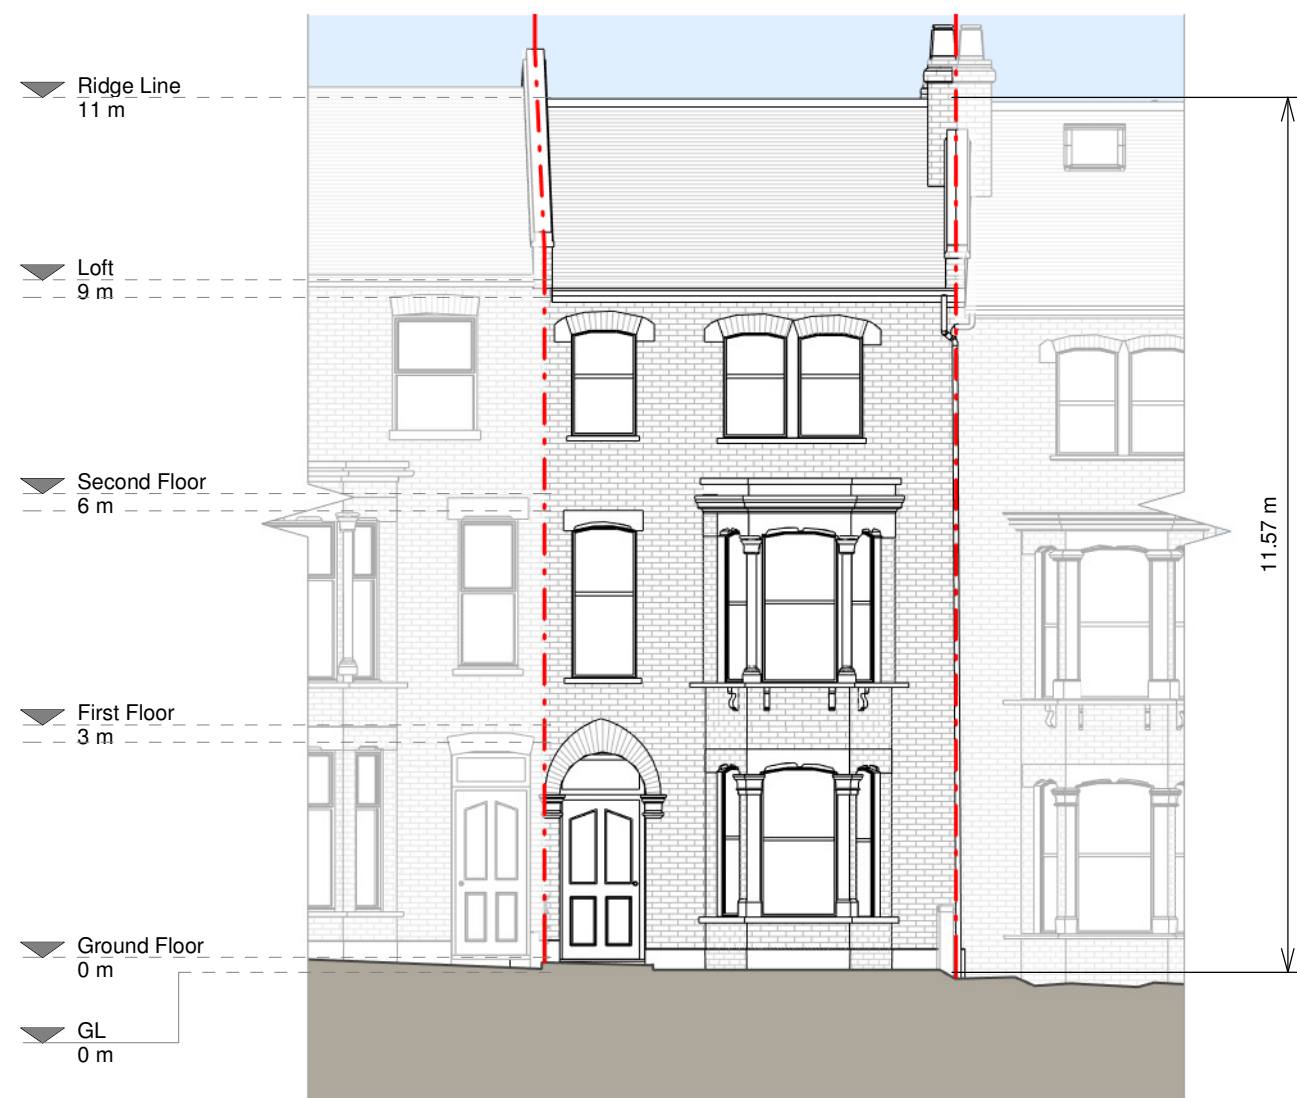 Ridge Line
11 m
Loft
9 m
Second Floor
6 m
First Floor
3 m
Ground Floor
0 m
GL
0 m
11.57 m